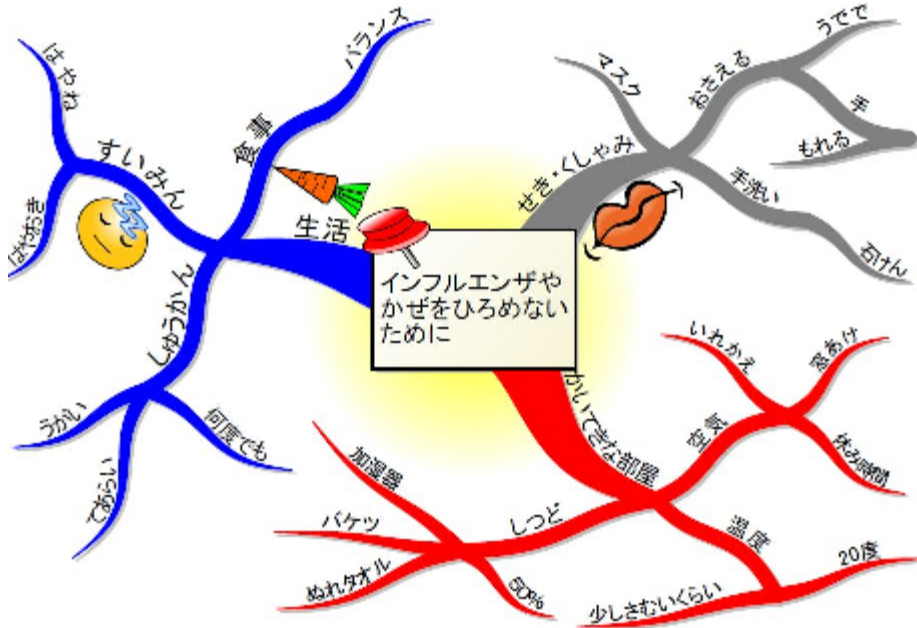 インフルエンザや
かぜをひろめない
ために
せき・くしゃみ
マスク
おさえる
うでで
手
もれる
手洗い
石けん
かいてきな部屋
空気
いれかえ
窓あけ
休み時間
温度
20度
少しさむいくらい
しつど
加湿器
バケツ
ぬれタオル
50%
生活
食事
バランス
すいみん
はやね
はやおき
しゅうかん
うがい
てあらい
何度でも